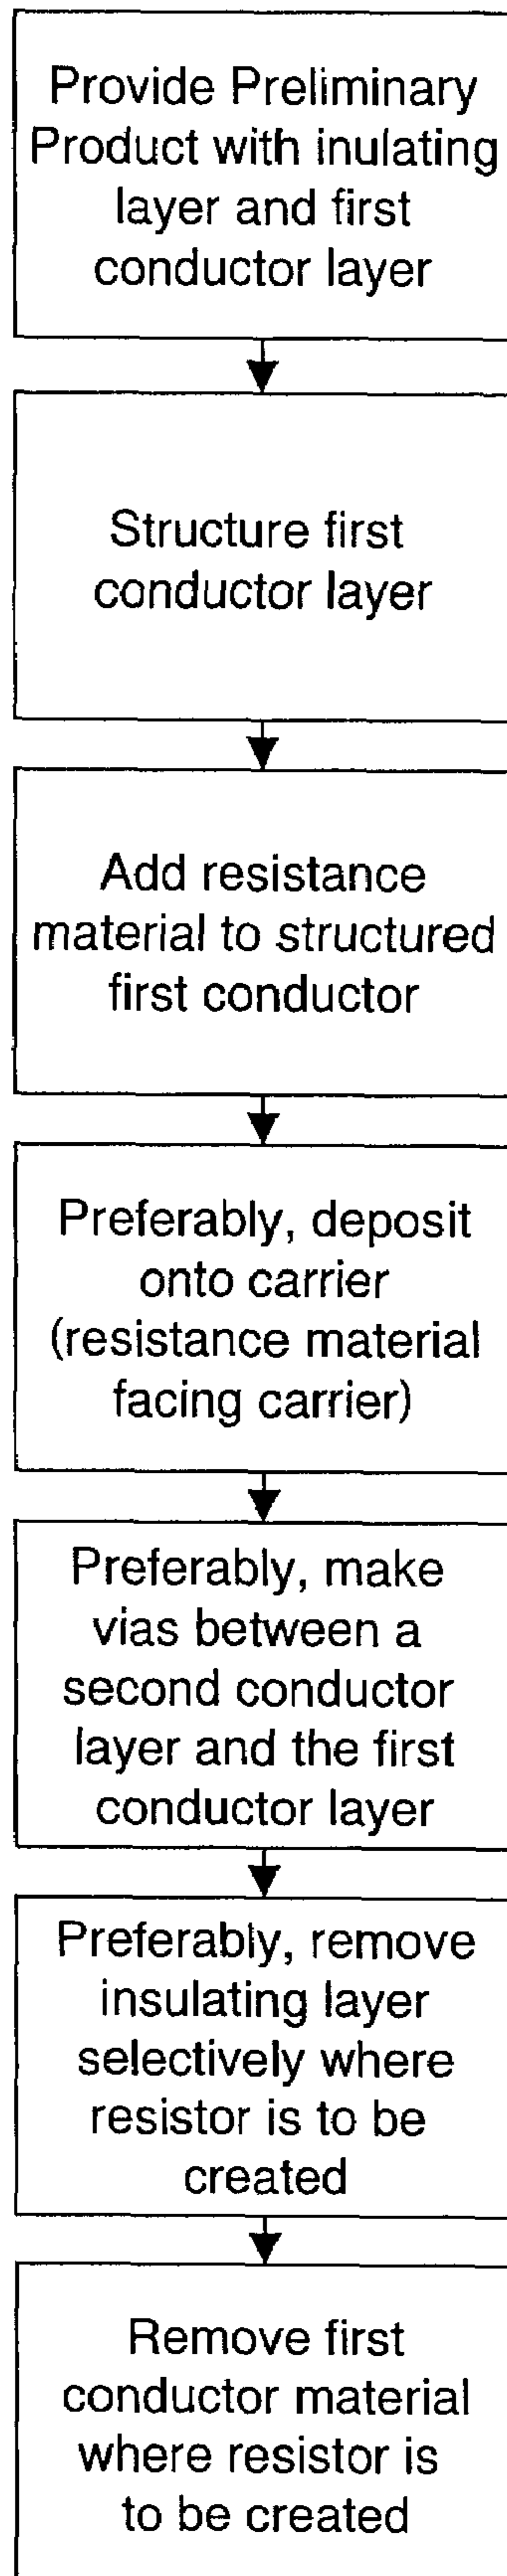 Provide Preliminary
Product with inulating
layer and first
conductor layer
Structure first
conductor layer
Add resistance
material to structured
first conductor
Preferably, deposit
onto carrier
(resistance material
facing carrier)
Preferably, make
vias between a
second conductor
layer and the first
conductor layer
Preferably, remove
insulating layer
selectively where
resistor is to be
created
Remove first
conductor material
where resistor is
to be created